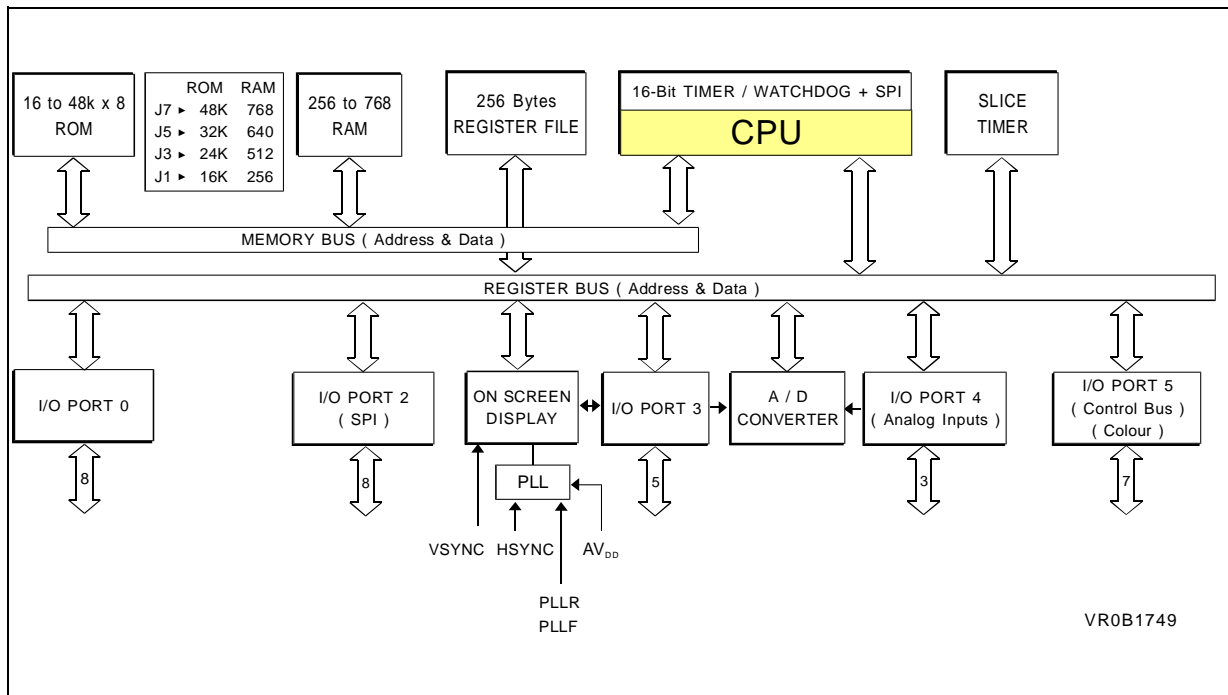 16 to 48k x 8
ROM
ROM RAM
J7 ► 48K 768
J5 ► 32K 640
J3 ► 24K 512
J1 ► 16K 256
256 to 768
RAM
256 Bytes
REGISTER FILE
16-Bit TIMER / WATCHDOG + SPI
CPU
SLICE
TIMER
MEMORY BUS ( Address & Data )
REGISTER BUS ( Address & Data )
I/O PORT 0
I/O PORT 2
( SPI )
ON SCREEN
DISPLAY
I/O PORT 3
A / D
CONVERTER
I/O PORT 4
( Analog Inputs )
I/O PORT 5
( Control Bus )
( Colour )
8
8
PLL
5
3
7
VSYNC HSYNC AVDD
PLLR
PLLF
VR0B1749